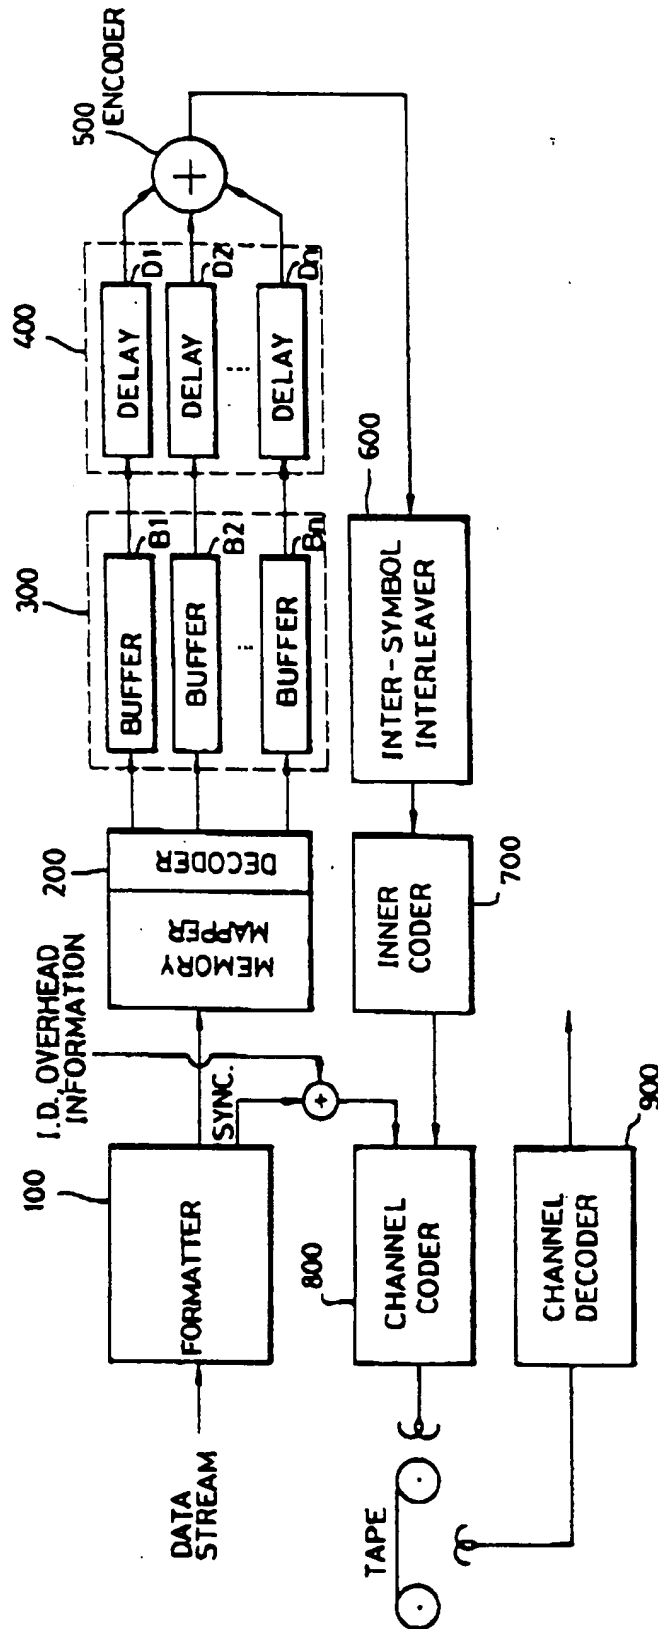 DATA
STREAM
100
FORMATTER
SYNC.
I.D., OVERHEAD
INFORMATION
200
MEMORY
MAPPER
DECODER
300
BUFFER
B1
BUFFER
B2
BUFFER
Bn
400
DELAY
D1
DELAY
D2
DELAY
Dn
500
ENCODER
+
TAPE
800
CHANNEL
CODER
+
INNER
CODER
700
INTER-SYMBOL
INTERLEAVER
600
CHANNEL
DECODER
900